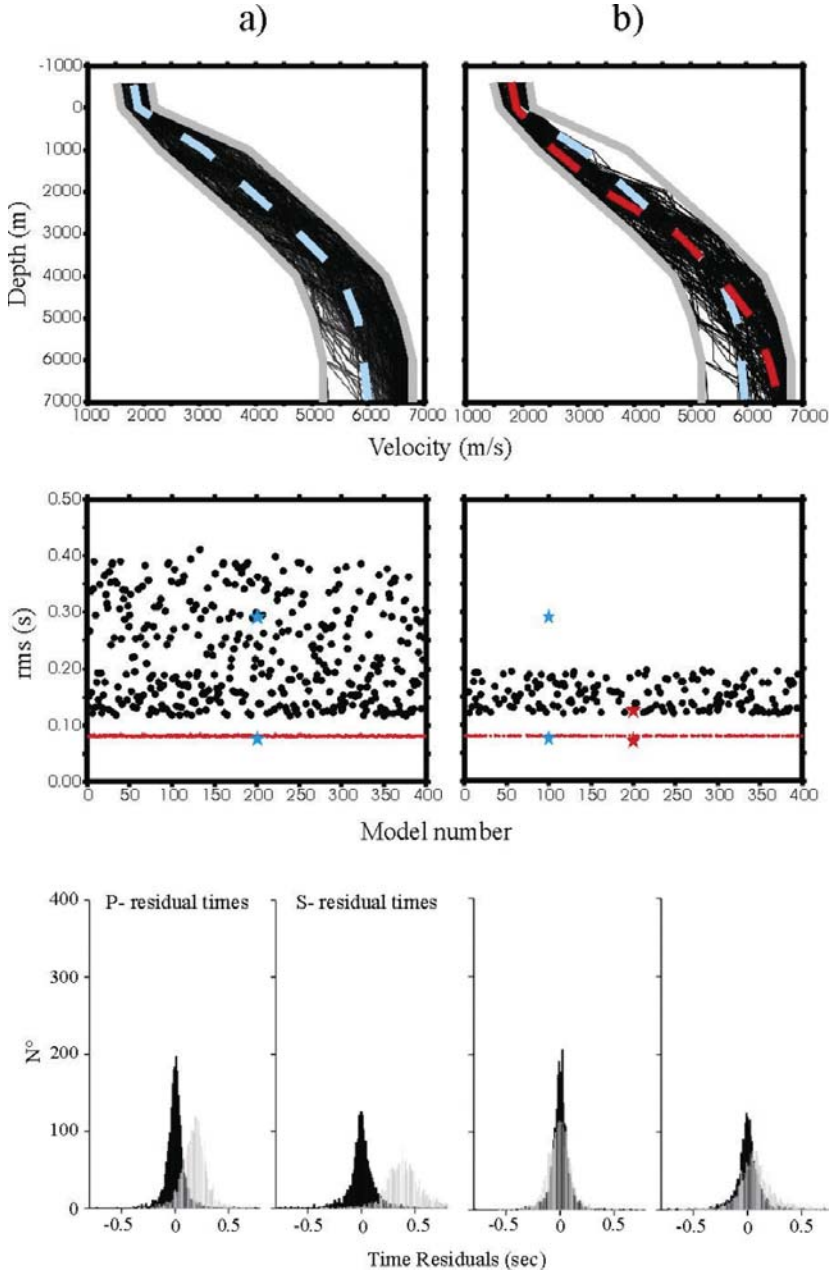 a) b)
-1000
0
1000
2000
3000
4000
5000
6000
7000
Depth (m)
1000 2000 3000 4000 5000 6000 7000 1000 2000 3000 4000 5000 6000 7000
Velocity (m/s)
0.50
0.40
0.30
0.20
0.10
0.00
rms (s)
0 50 100 150 200 250 300 350 400 0 50 100 150 200 250 300 350 400
Model number
400
300
200
100
0
N°
P- residual times S- residual times
-0.5 0 0.5 -0.5 0 0.5 -0.5 0 0.5 -0.5 0 0.5
Time Residuals (sec)